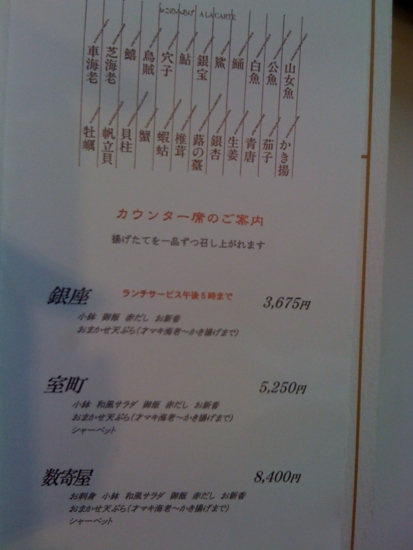 おこのみあげ A LA CARTE
山女魚
公魚
白魚
鯊
銀宝
鮎
穴子
烏賊
鱚
芝海老
車海老
かき揚
茄子
青唐
生姜
銀杏
蕗の薹
椎茸
蝦蛄
蟹
貝柱
帆立貝
牡蠣
カウンター席のご案内
揚げたてを一品ずつ召し上がれます
銀座 ランチサービス午後5時まで 3,675円
小鉢 御飯 赤だし お新香
おまかせ天ぷら(才マキ海老〜かき揚げまで)
室町 5,250円
小鉢 和風サラダ 御飯 赤だし お新香
おまかせ天ぷら(才マキ海老〜かき揚げまで)
シャーベット
数寄屋 8,400円
お刺身 小鉢 和風サラダ 御飯 赤だし お新香
おまかせ天ぷら(才マキ海老〜かき揚げまで)
シャーベット